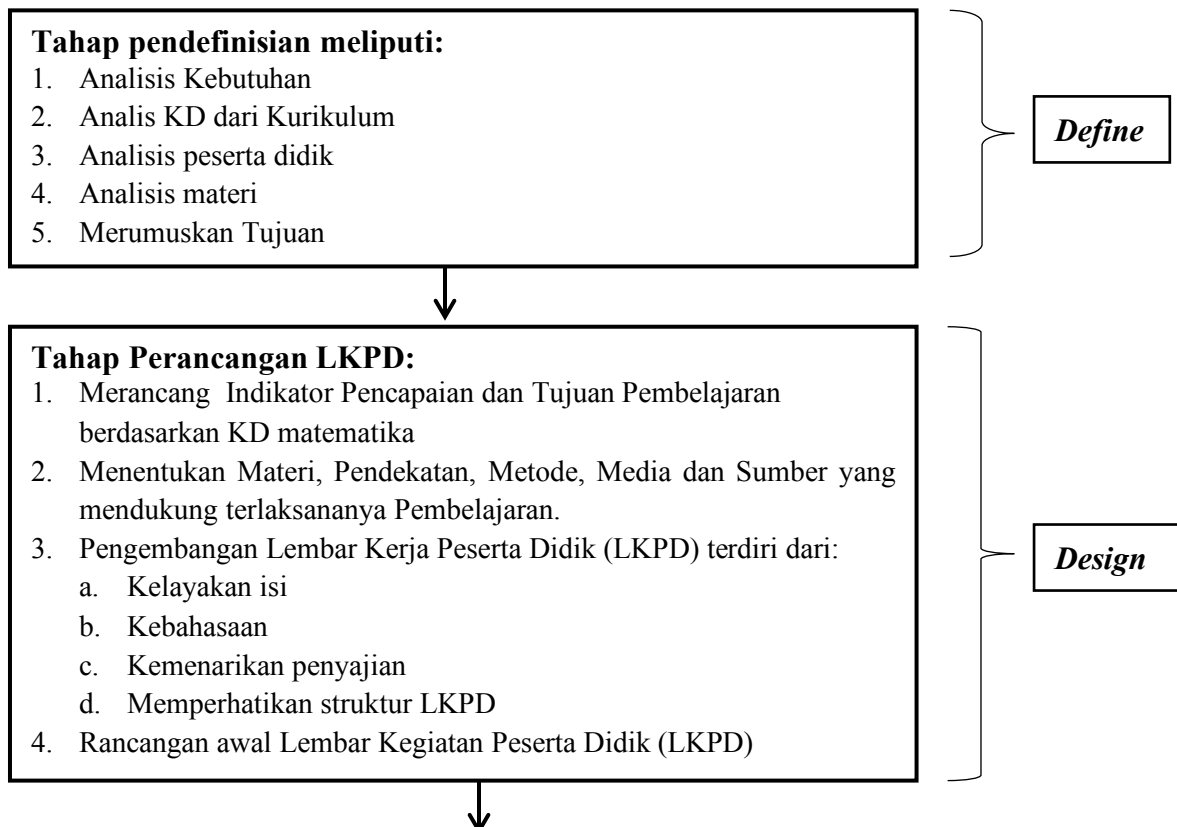 Tahap pendefinisian meliputi:
1. Analisis Kebutuhan
2. Analis KD dari Kurikulum
3. Analisis peserta didik
4. Analisis materi
5. Merumuskan Tujuan
Define
Tahap Perancangan LKPD:
1. Merancang Indikator Pencapaian dan Tujuan Pembelajaran
berdasarkan KD matematika
2. Menentukan Materi, Pendekatan, Metode, Media dan Sumber yang
mendukung terlaksananya Pembelajaran.
3. Pengembangan Lembar Kerja Peserta Didik (LKPD) terdiri dari:
a. Kelayakan isi
b. Kebahasaan
c. Kemenarikan penyajian
d. Memperhatikan struktur LKPD
4. Rancangan awal Lembar Kegiatan Peserta Didik (LKPD)
Design